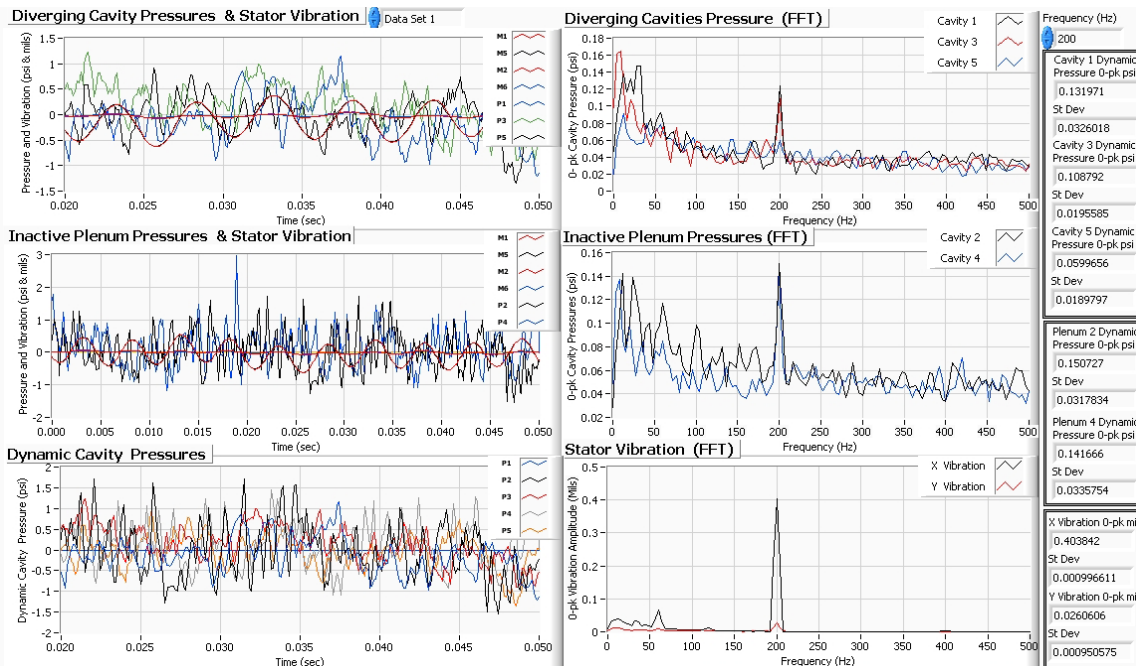 Diverging Cavity Pressures & Stator Vibration
Data Set 1
Pressure and Vibration (psi & mils)
1.5
1
0.5
0
-0.5
-1
-1.5
0.020
0.025
0.030
0.035
0.040
0.045
0.050
Time (sec)
M1
M5
M2
M6
P1
P3
P5
Diverging Cavities Pressure (FFT)
Cavity 1
Cavity 3
Cavity 5
0- pk Cavity Pressure (psi)
0.18
0.16
0.14
0.12
0.1
0.08
0.06
0.04
0.02
0
0
50
100
150
200
250
300
350
400
450
500
Frequency (Hz)
Inactive Plenum Pressures & Stator Vibration
Pressure and Vibration (psi & mils)
3
2
1
0
-1
-2
0.000
0.005
0.010
0.015
0.020
0.025
0.030
0.035
0.040
0.045
0.050
Time (sec)
M1
M5
M2
M6
P2
P4
Inactive Plenum Pressures (FFT)
Cavity 2
Cavity 4
0-pk Cavity Pressures (psi)
0.16
0.14
0.12
0.1
0.08
0.06
0.04
0.02
0
50
100
150
200
250
300
350
400
450
500
Frequency (Hz)
Dynamic Cavity Pressures
Dynamic Cavity Pressure (psi)
2
1.5
1
0.5
0
-0.5
-1
-1.5
-2
0.020
0.025
0.030
0.035
0.040
0.045
0.050
Time (sec)
P1
P2
P3
P4
P5
Stator Vibration (FFT)
X Vibration
Y Vibration
0-pk Vibration Amplitude (Mils)
0.5
0.4
0.3
0.2
0.1
0
0
50
100
150
200
250
300
350
400
450
500
Frequency (Hz)
Frequency (Hz)
200
Cavity 1 Dynamic
Pressure 0-pk psi
0.131971
St Dev
0.0326018
Cavity 3 Dynamic
Pressure 0-pk psi
0.108792
St Dev
0.0195585
Cavity 5 Dynamic
Pressure 0-pk psi
0.0599656
St Dev
0.0189797
Plenum 2 Dynamic
Pressure 0-pk psi
0.150727
St Dev
0.0317834
Plenum 4 Dynamic
Pressure 0-pk psi
0.141666
St Dev
0.0335754
X Vibration 0-pk mi
0.403842
St Dev
0.000996611
Y Vibration 0-pk mi
0.0260606
St Dev
0.000950575